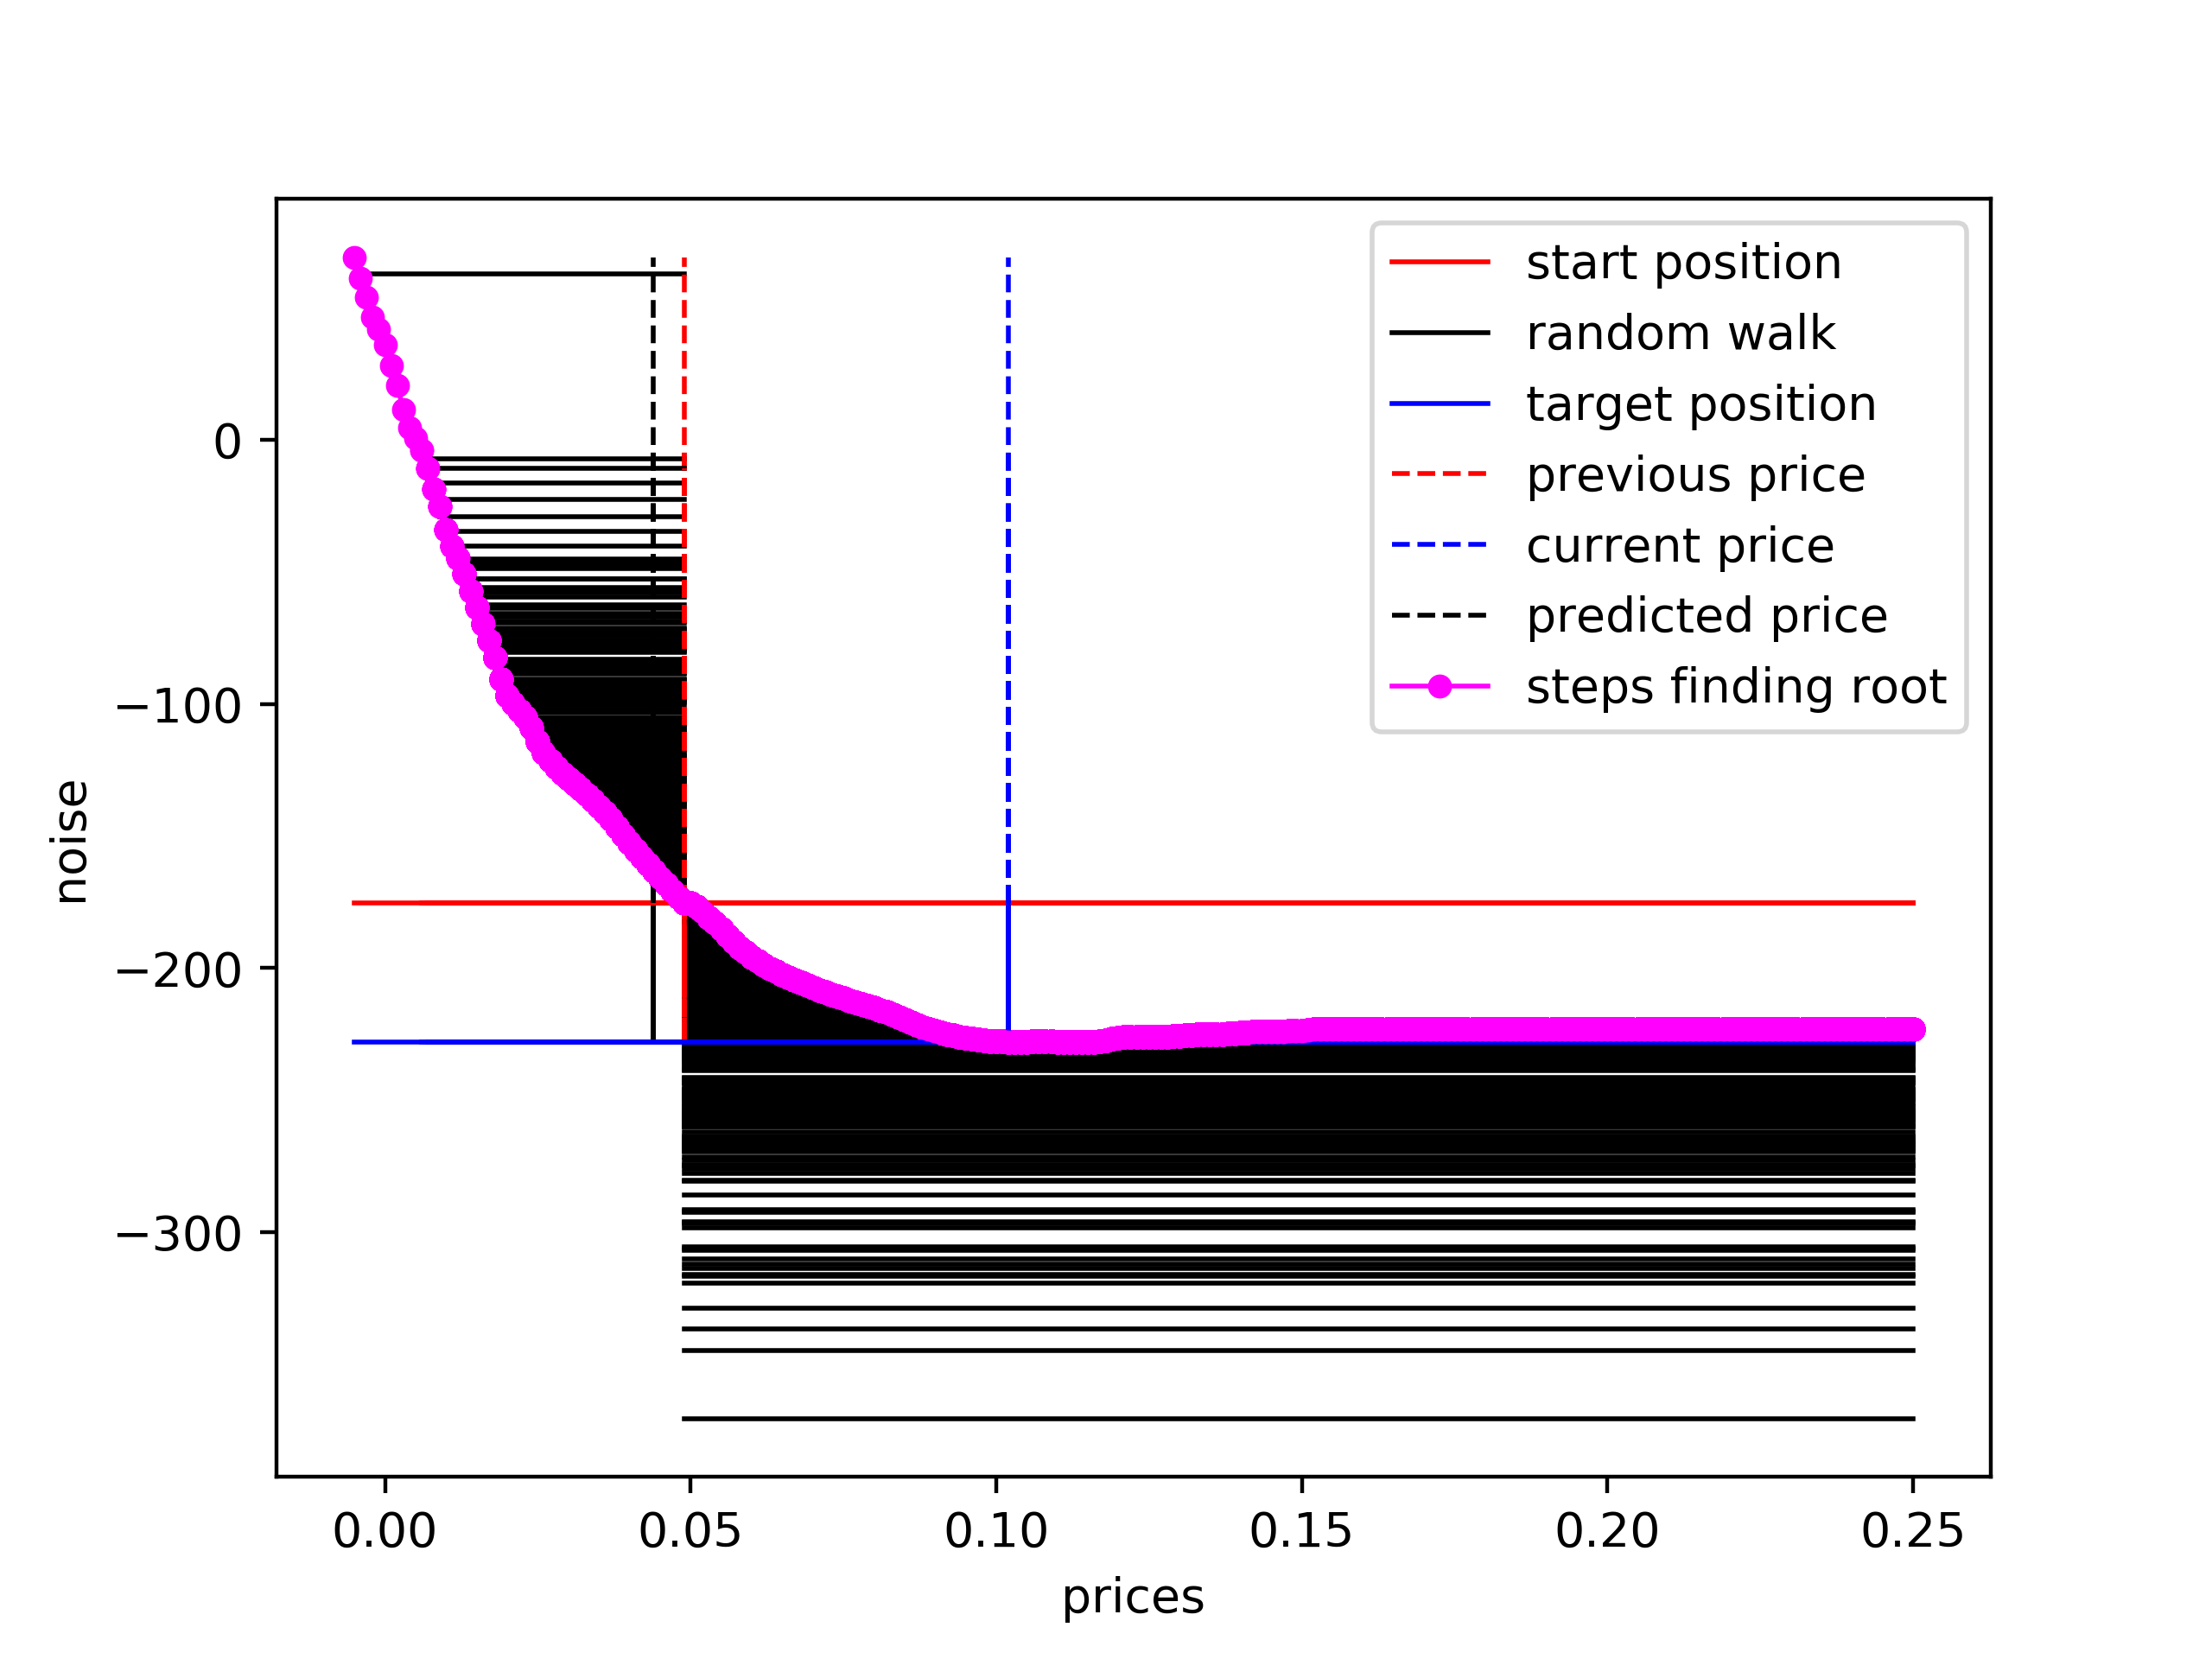 start position
random walk
target position
previous price
current price
predicted price
steps finding root
0
−100
−200
−300
noise
0.00 0.05 0.10 0.15 0.20 0.25
prices